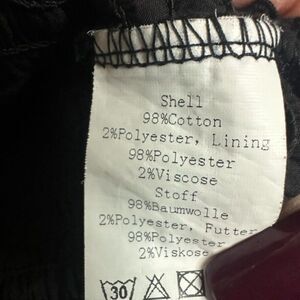 Shell
98%Cotton
2%Polyester, Lining
98%Polyester
2%Viscose
Stoff
98%Baumwolle
2%Polyester, Futter
98%Polyester
2%Viskose
30